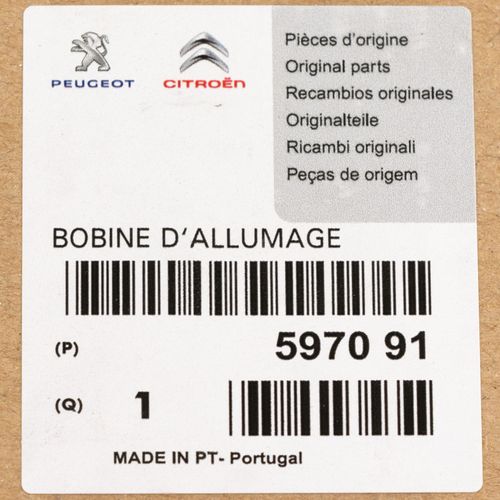 PEUGEOT
CITROËN
Pièces d'origine
Original parts
Recambios originales
Originalteile
Ricambi originali
Peças de origem
BOBINE D'ALLUMAGE
(P) 5970 91
(Q) 1
MADE IN PT- Portugal